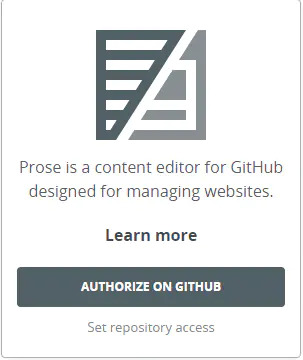 Prose is a content editor for GitHub
designed for managing websites.
Learn more
AUTHORIZE ON GITHUB
Set repository access